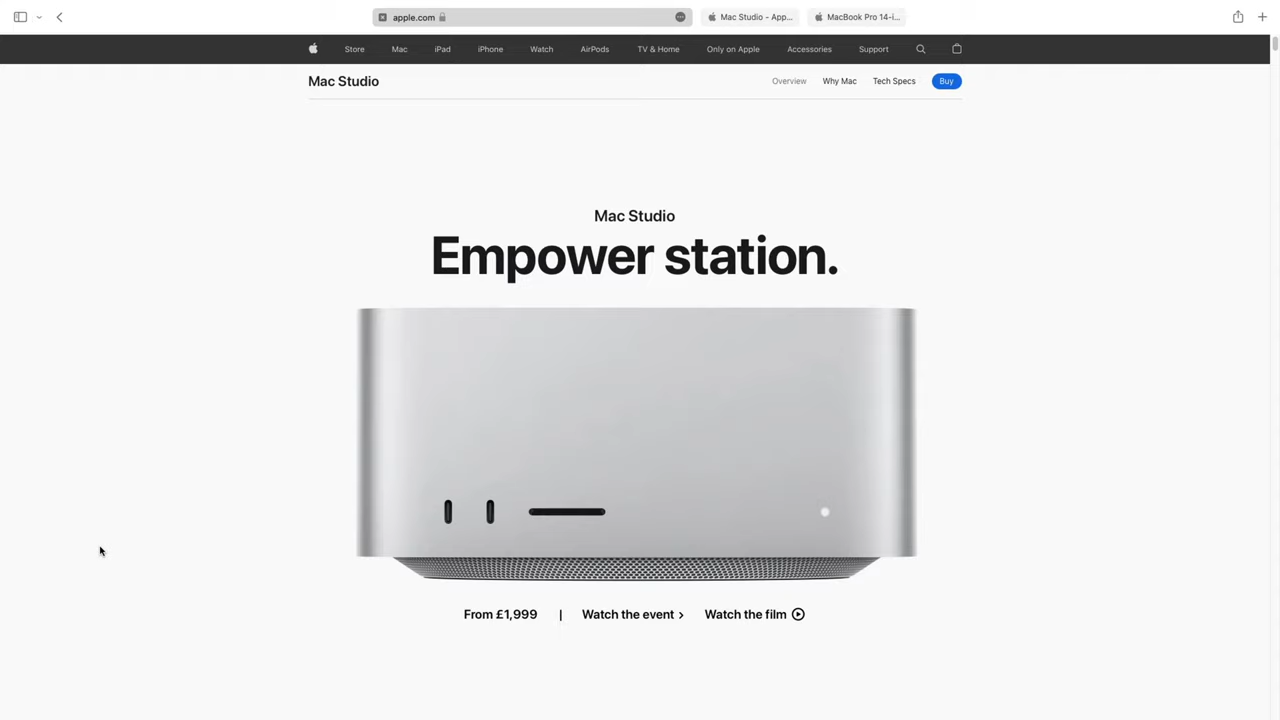 apple.com
Mac Studio - App...
MacBook Pro 14-i...
Store Mac iPad iPhone Watch AirPods TV & Home Only on Apple Accessories Support
Mac Studio
Overview Why Mac Tech Specs Buy
Mac Studio
Empower station.
From £1,999 | Watch the event › Watch the film